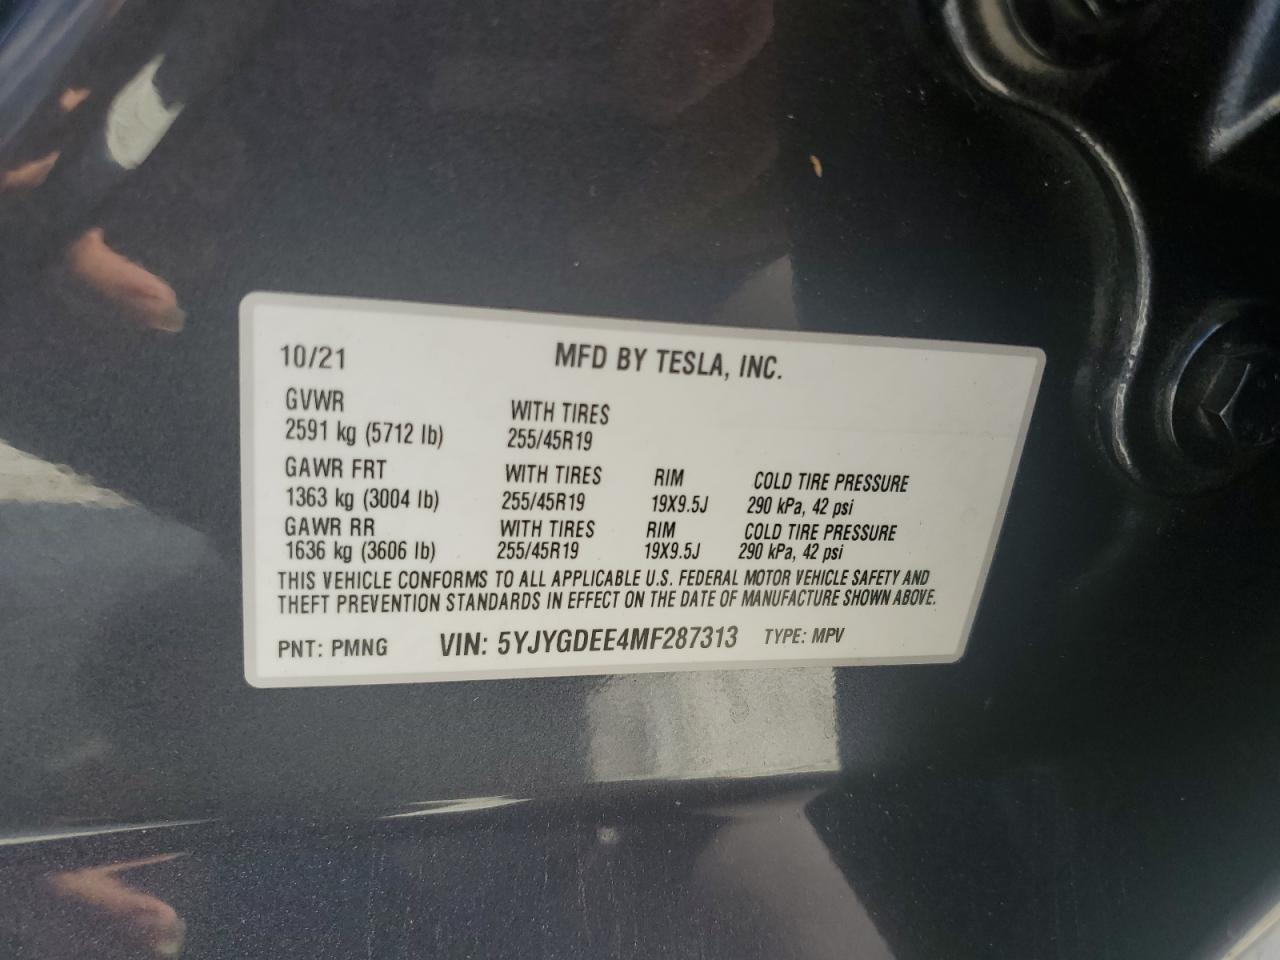 10/21 MFD BY TESLA, INC.
GVWR WITH TIRES
2591 kg (5712 lb) 255/45R19
GAWR FRT WITH TIRES RIM COLD TIRE PRESSURE
1363 kg (3004 lb) 255/45R19 19X9.5J 290 kPa, 42 psi
GAWR RR WITH TIRES RIM COLD TIRE PRESSURE
1636 kg (3606 lb) 255/45R19 19X9.5J 290 kPa, 42 psi
THIS VEHICLE CONFORMS TO ALL APPLICABLE U.S. FEDERAL MOTOR VEHICLE SAFETY AND
THEFT PREVENTION STANDARDS IN EFFECT ON THE DATE OF MANUFACTURE SHOWN ABOVE.
PNT: PMNG VIN: 5YJYGDEE4MF287313 TYPE: MPV